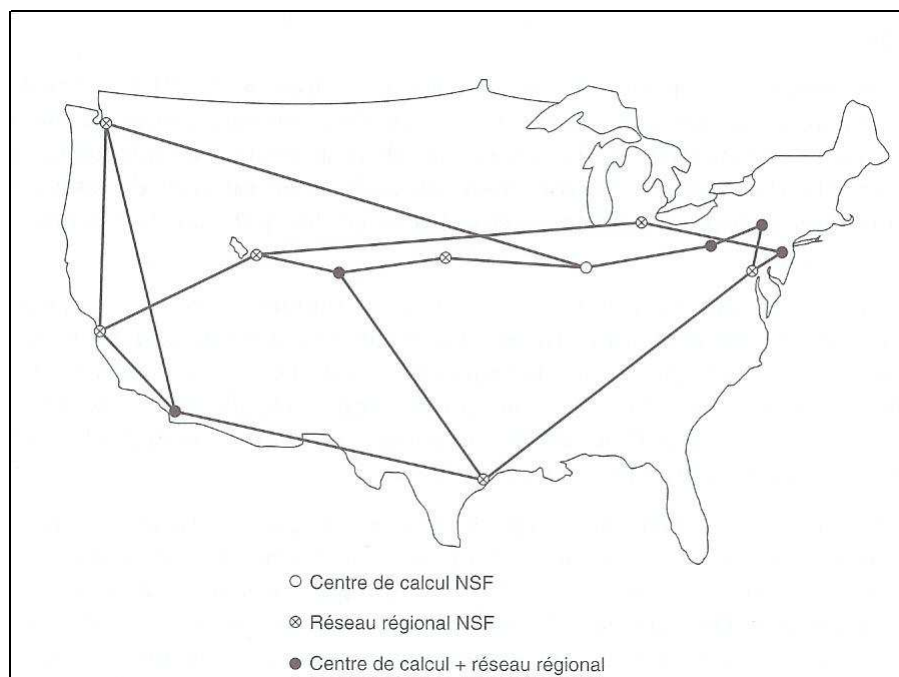 Centre de calcul NSF
Réseau régional NSF
Centre de calcul + réseau régional